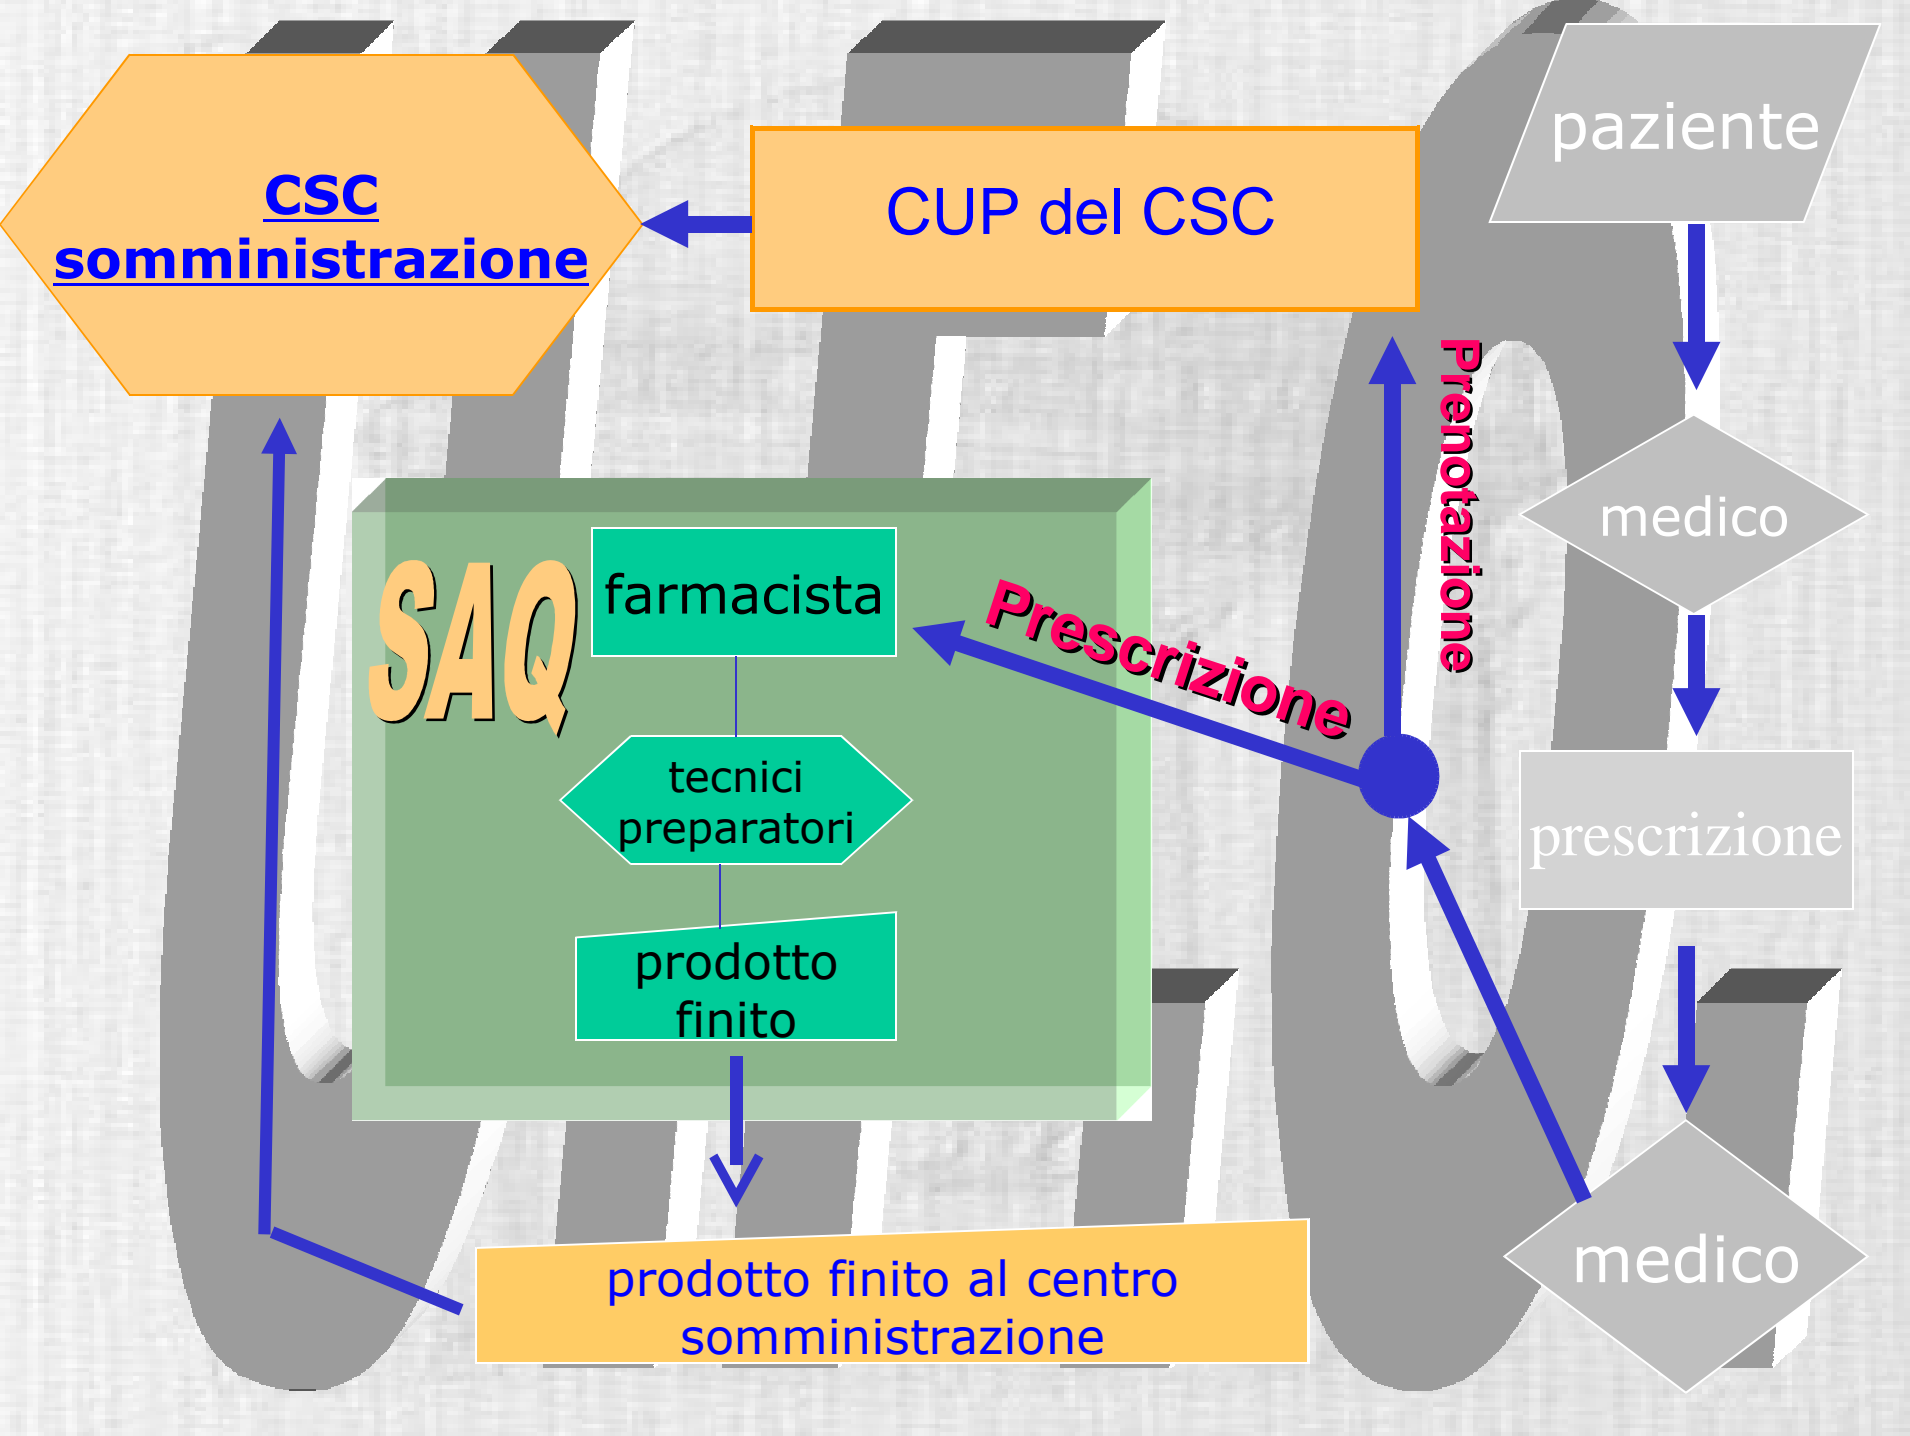 paziente
CSC
somministrazione
CUP del CSC
Prenotazione
medico
SAQ
farmacista
Prescrizione
tecnici
preparatori
prescrizione
prodotto
finito
medico
prodotto finito al centro
somministrazione